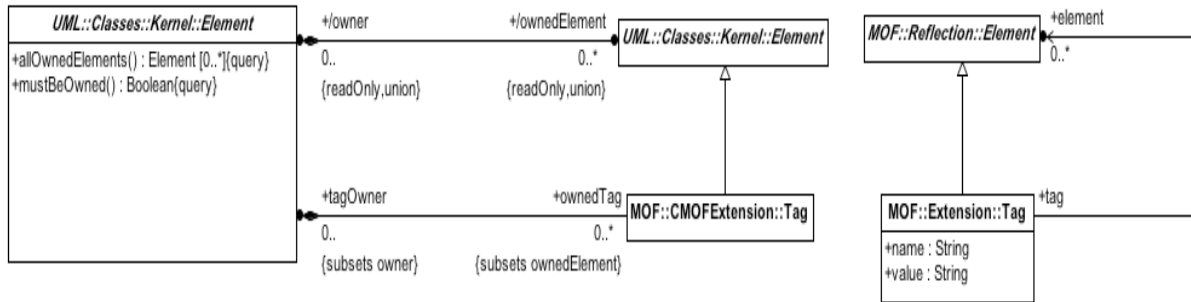 UML::Classes::Kernel::Element
+allOwnedElements() : Element [0..*]{query}
+mustBeOwned() : Boolean{query}
+/owner
+/ownedElement
0..
0..*
{readOnly,union}
{readOnly,union}
UML::Classes::Kernel::Element
+tagOwner
+ownedTag
0..
0..*
{subsets owner}
{subsets ownedElement}
MOF::CMOFExtension::Tag
MOF::Reflection::Element
+element
0..*
MOF::Extension::Tag
+name : String
+value : String
+tag